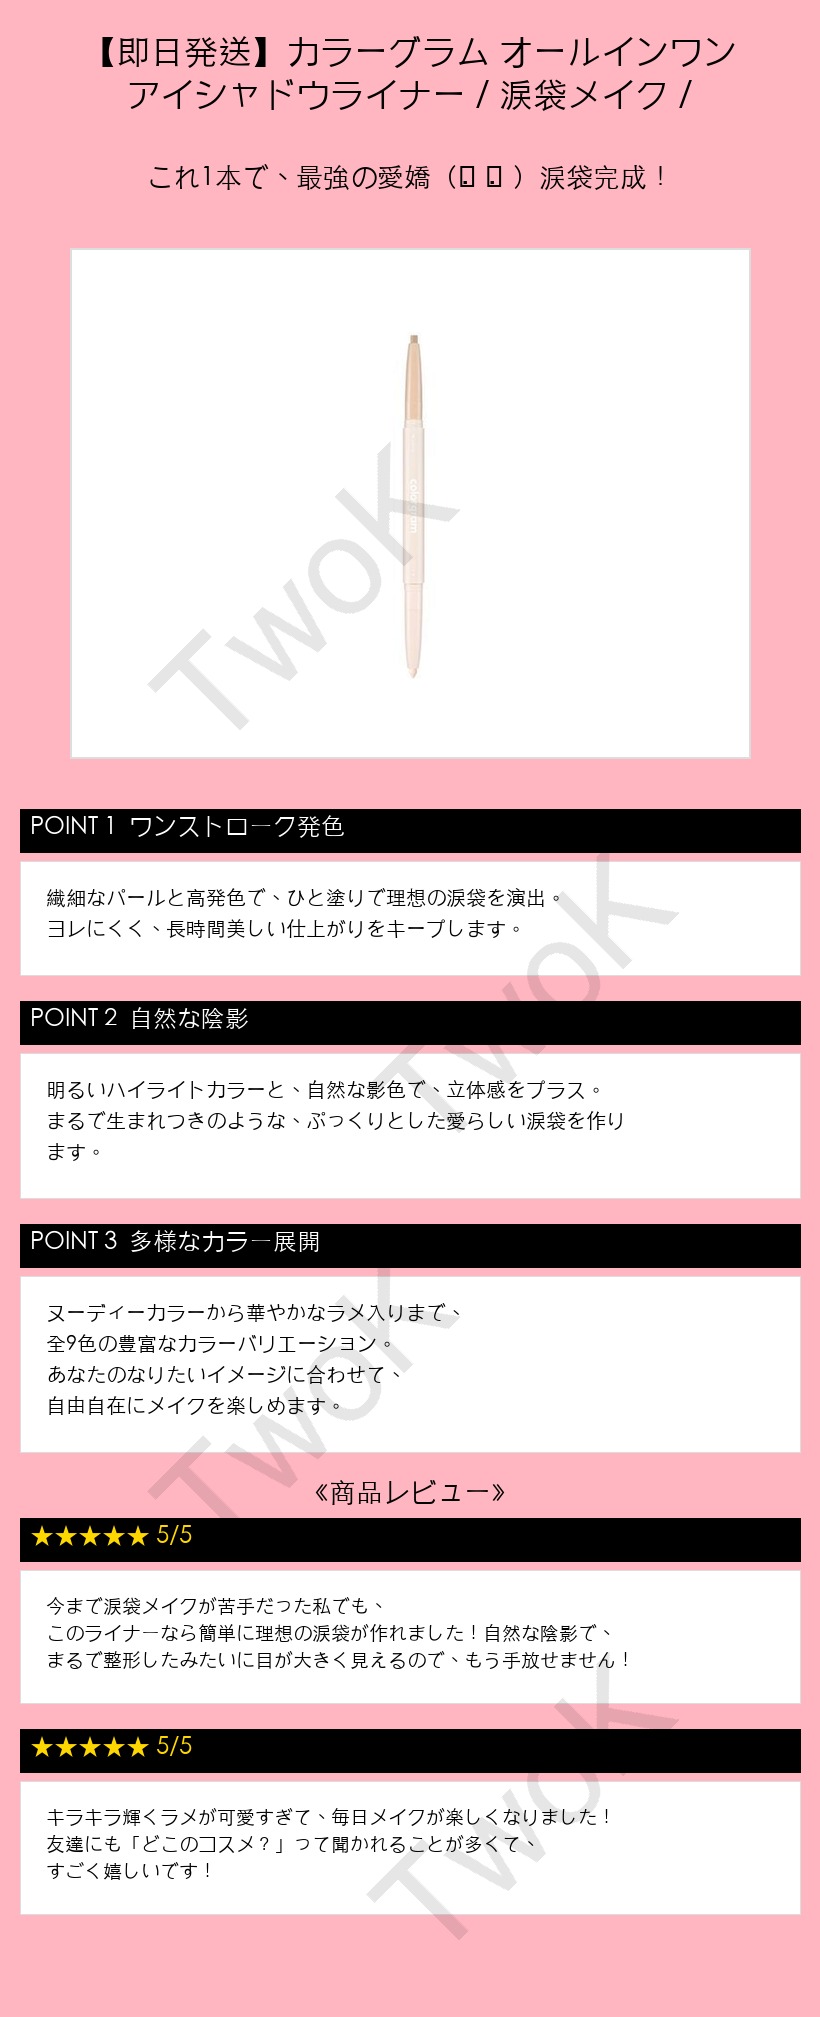 【即日発送】カラーグラム オールインワン
アイシャドウライナー / 涙袋メイク /
これ1本で、最強の愛嬌（ . . ）涙袋完成！
colorgram
TwoK
POINT 1 ワンストローク発色
繊細なパールと高発色で、ひと塗りで理想の涙袋を演出。
ヨレにくく、長時間美しい仕上がりをキープします。
TwoK
POINT 2 自然な陰影
明るいハイライトカラーと、自然な影色で、立体感をプラス。
まるで生まれつきのような、ぷっくりとした愛らしい涙袋を作り
ます。
POINT 3 多様なカラー展開
ヌーディーカラーから華やかなラメ入りまで、
全9色の豊富なカラーバリエーション。
あなたのなりたいイメージに合わせて、
自由自在にメイクを楽しめます。
TwoK
《商品レビュー》
★★★★★ 5/5
今まで涙袋メイクが苦手だった私でも、
このライナーなら簡単に理想の涙袋が作れました！自然な陰影で、
まるで整形したみたいに目が大きく見えるので、もう手放せません！
★★★★★ 5/5
キラキラ輝くラメが可愛すぎて、毎日メイクが楽しくなりました！
友達にも「どこのコスメ？」って聞かれることが多くて、
すごく嬉しいです！
TwoK